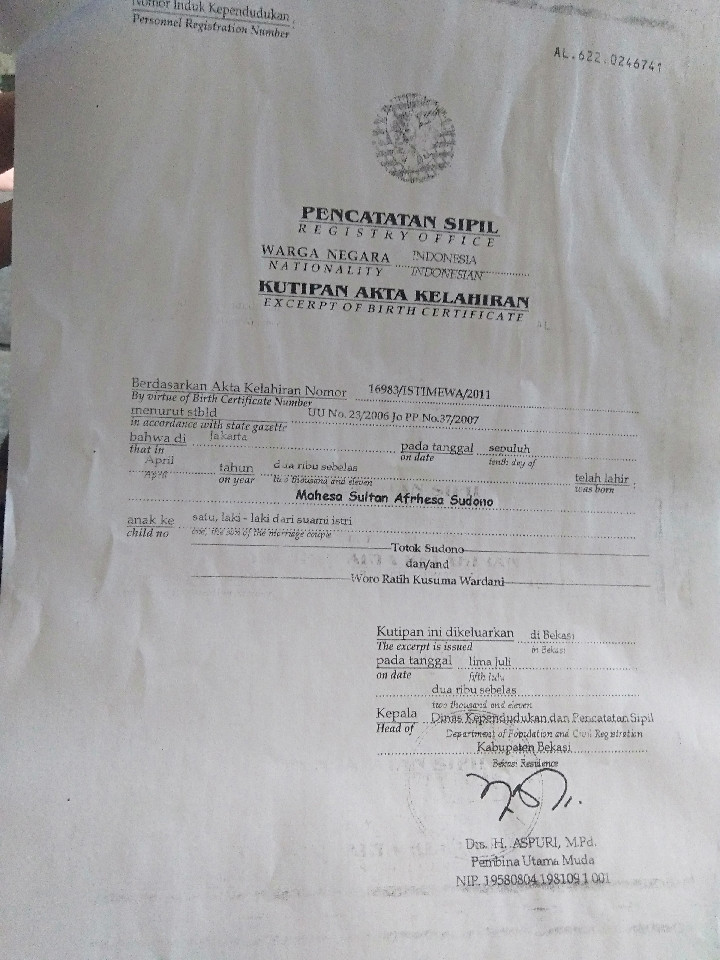 Nomor Induk Kependudukan
Personnel Registration Number
AL.622.0246741
PENCATATAN SIPIL
REGISTRY OFFICE
WARGA NEGARA INDONESIA
NATIONALITY INDONESIAN
KUTIPAN AKTA KELAHIRAN
EXCERPT OF BIRTH CERTIFICATE
AL
Berdasarkan Akta Kelahiran Nomor 16983/ISTIMEWA/2011
By virtue of Birth Certificate Number
menurut stbld UU No. 23/2006 Jo PP No.37/2007
in accordance with state gazette
bahwa di Jakarta pada tanggal sepuluh
that in on date tenth day of
April tahun dua ribu sebelas telah lahir :
April on year two thousand and eleven was born
Mahesa Sultan Afrhesa Sudono
anak ke satu, laki - laki dari suami istri
child no one, the son of the marriage couple
Totok Sudono
dan/and
Woro Ratih Kusuma Wardani
Kutipan ini dikeluarkan di Bekasi
The excerpt is issued in Bekasi
pada tanggal lima Juli
on date fifth July
dua ribu sebelas
two thousand and eleven
Kepala Dinas Kependudukan dan Pencatatan Sipil
Head of Department of Population and Civil Registration
Kabupaten Bekasi
Bekasi Residence
Drs. H. ASPURI, M.Pd.
Pembina Utama Muda
NIP. 19580804 198109 1 001